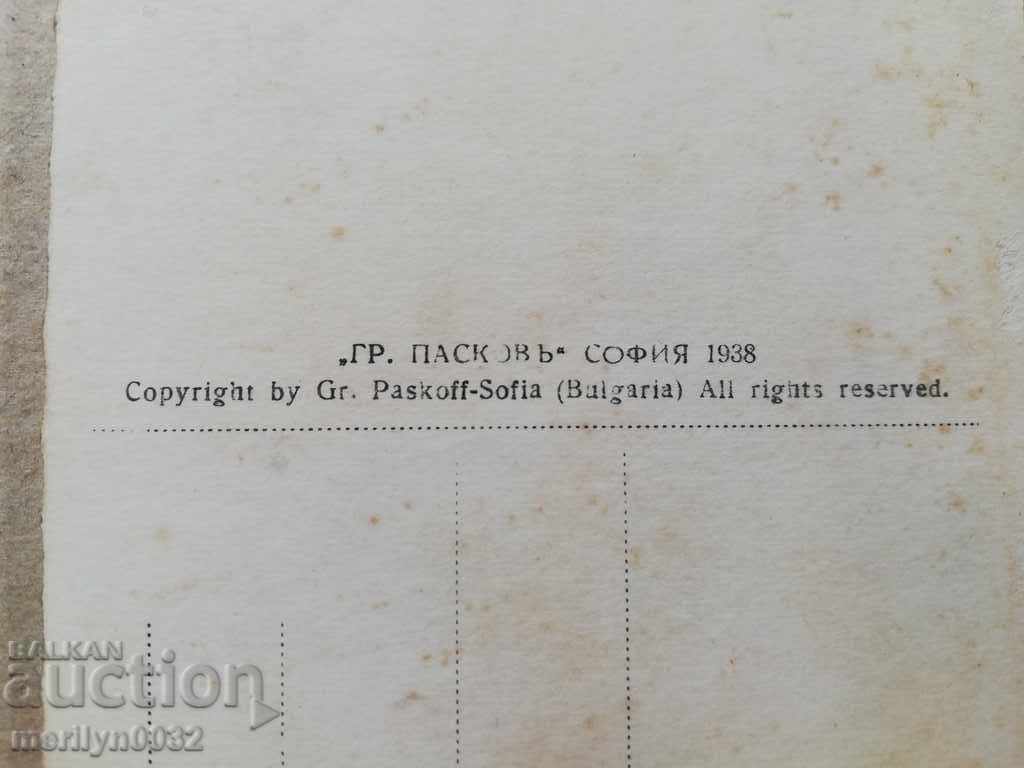 „ГР. ПАСКОВЪ“ СОФИЯ 1938
Copyright by Gr. Paskoff-Sofia (Bulgaria) All rights reserved.
BALKAN
auction
merilyn0032